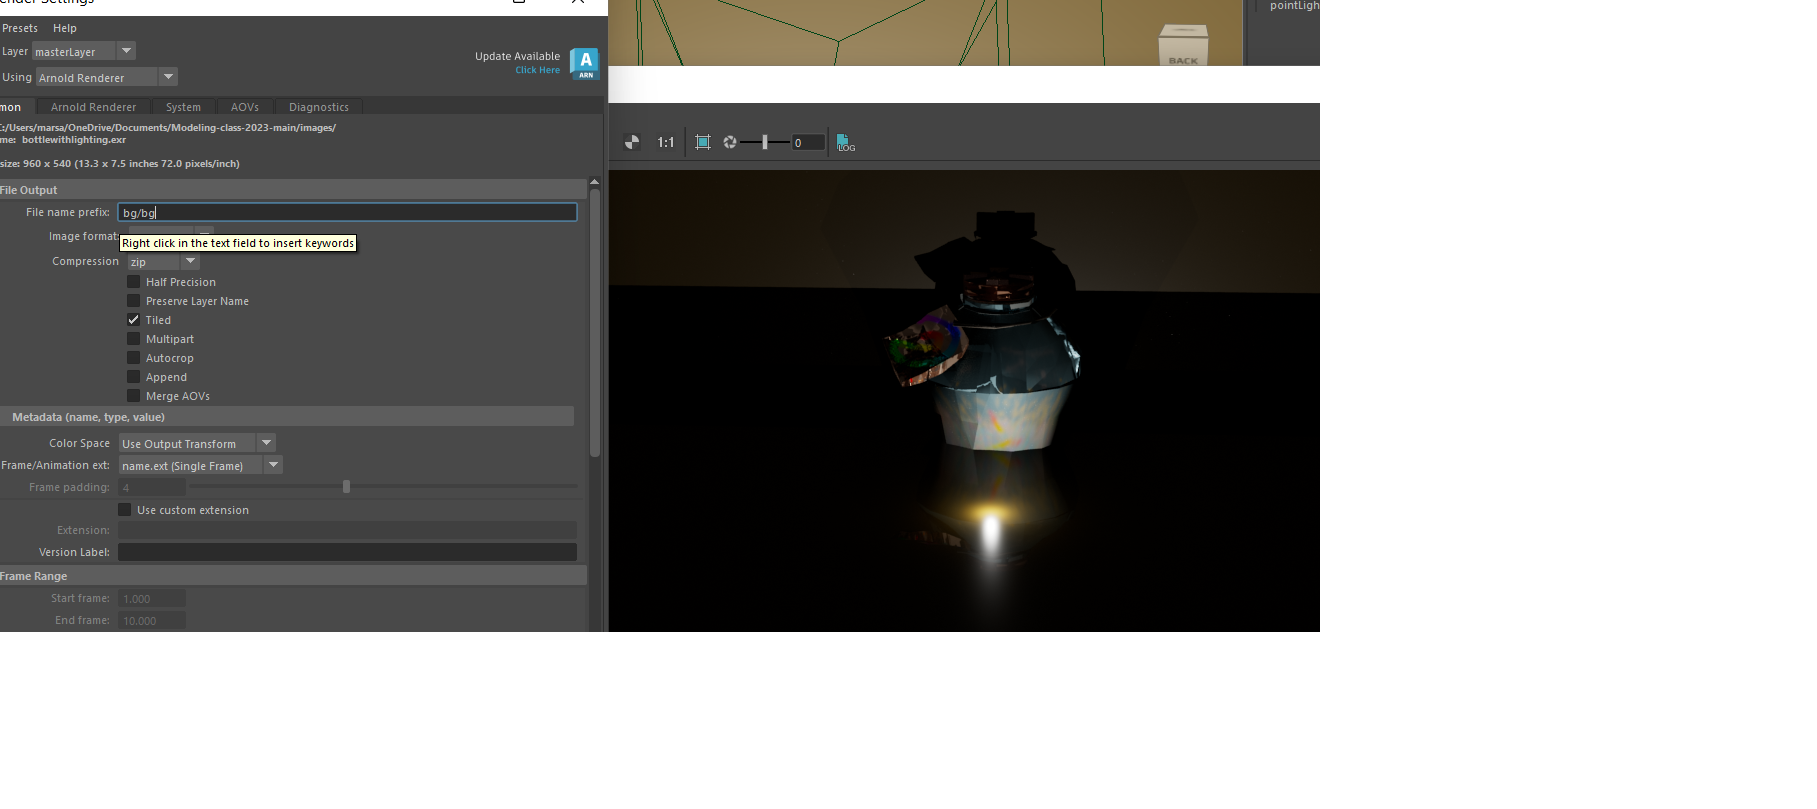 Presets Help
Layer masterLayer
Using Arnold Renderer
Update Available
Click Here
A
ARN
Arnold Renderer System AOVs Diagnostics
C:/Users/marsa/OneDrive/Documents/Modeling-class-2023-main/images/
bottlewithlighting.exr
size: 960 x 540 (13.3 x 7.5 inches 72.0 pixels/inch)
File Output
File name prefix: bg/bg
Image format
Right click in the text field to insert keywords
Compression zip
Half Precision
Preserve Layer Name
Tiled
Multipart
Autocrop
Append
Merge AOVs
Metadata (name, type, value)
Color Space Use Output Transform
Frame/Animation ext: name.ext (Single Frame)
Frame padding: 4
Use custom extension
Extension:
Version Label:
Frame Range
Start frame: 1.000
End frame: 10.000
pointLigh
BACK
1:1
0
LOG